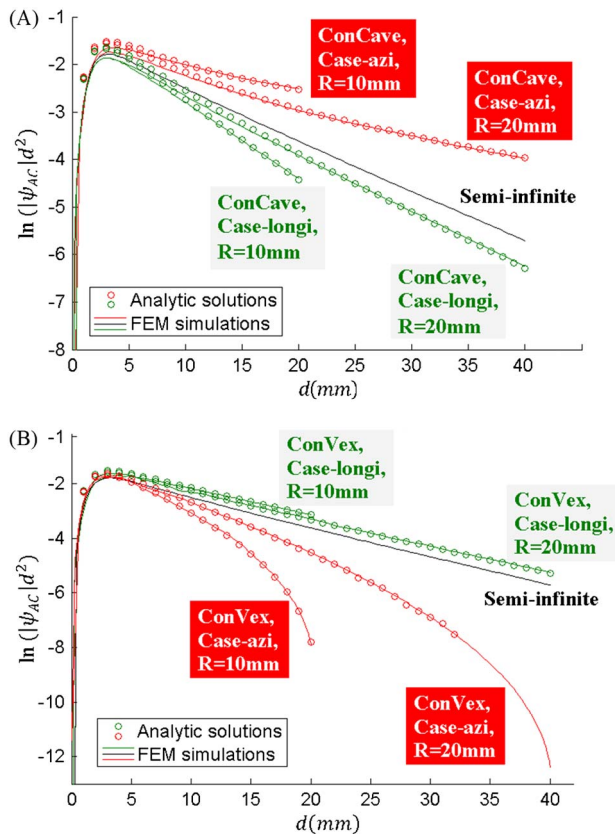 (A)
-1
-2
-3
-4
-5
-6
-7
-8
ln (|ψ_AC|d²)
ConCave,
Case-azi,
R=10mm
ConCave,
Case-azi,
R=20mm
Semi-infinite
ConCave,
Case-longi,
R=10mm
ConCave,
Case-longi,
R=20mm
Analytic solutions
FEM simulations
0 5 10 15 20 25 30 35 40
d(mm)
(B)
-1
-2
-4
-6
-8
-10
-12
ln (|ψ_AC|d²)
ConVex,
Case-longi,
R=10mm
ConVex,
Case-longi,
R=20mm
Semi-infinite
ConVex,
Case-azi,
R=10mm
ConVex,
Case-azi,
R=20mm
Analytic solutions
FEM simulations
0 5 10 15 20 25 30 35 40
d(mm)